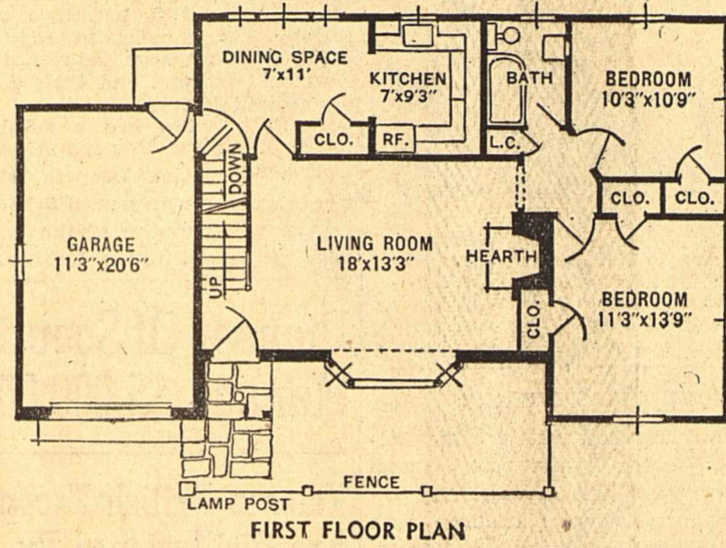 DINING SPACE
7'x11'
KITCHEN
7'x9'3"
BATH
BEDROOM
10'3"x10'9"
CLO.
RF.
L.C.
DOWN
CLO.
CLO.
GARAGE
11'3"x20'6"
LIVING ROOM
18'x13'3"
HEARTH
UP
CLO.
BEDROOM
11'3"x13'9"
FENCE
LAMP POST
FIRST FLOOR PLAN